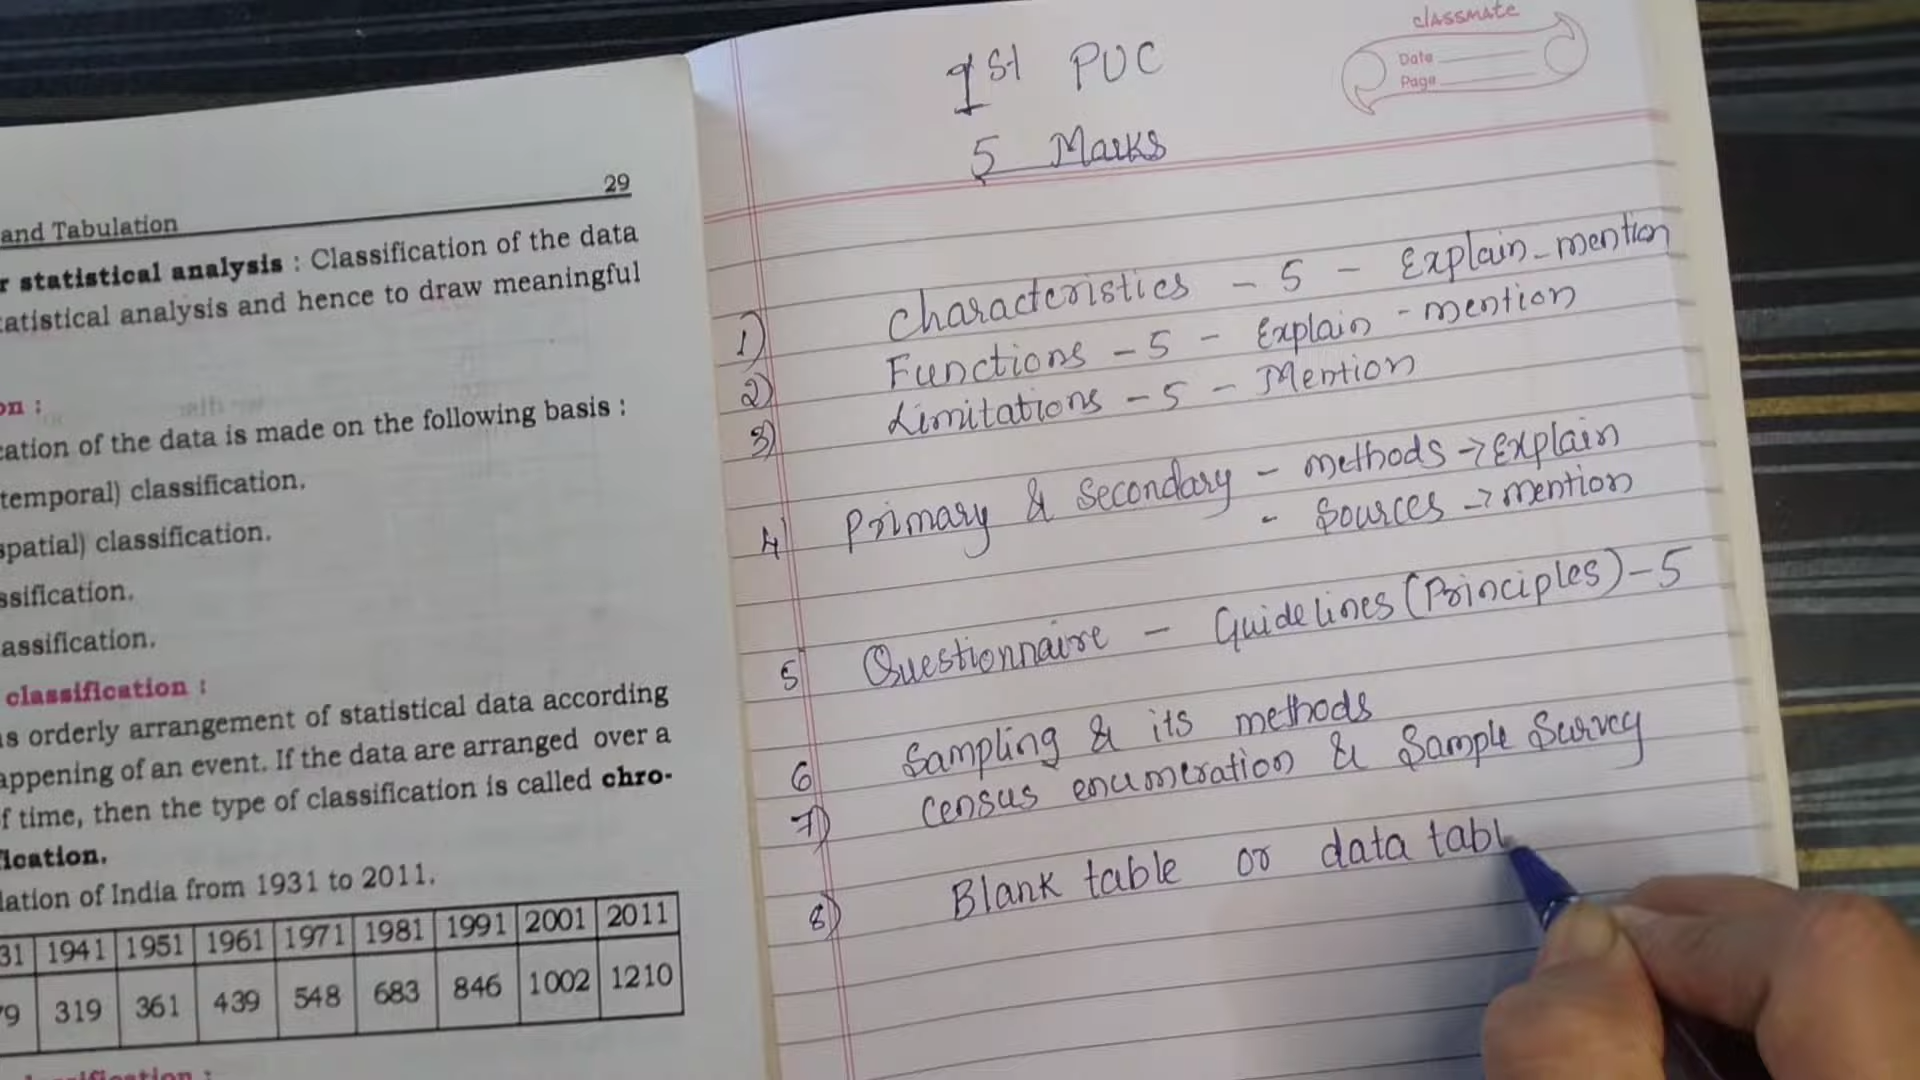 29
and Tabulation
r statistical analysis : Classification of the data
tatistical analysis and hence to draw meaningful
on :
cation of the data is made on the following basis :
temporal) classification.
spatial) classification.
ssification.
assification.
classification :
s orderly arrangement of statistical data according
appening of an event. If the data are arranged over a
f time, then the type of classification is called chro-
fication.
lation of India from 1931 to 2011.
31 1941 1951 1961 1971 1981 1991 2001 2011
79 319 361 439 548 683 846 1002 1210
classmate
Date
Page
1st PUC
5 Marks
1) Characteristics - 5 - Explain - mention
2) Functions - 5 - Explain - mention
3) Limitations - 5 - Mention
4) Primary & Secondary - methods → Explain
- Sources → mention
5) Questionnaire - Guidelines (Principles) - 5
6) Sampling & its methods
7) Census enumeration & Sample Survey
8) Blank table or data tabl